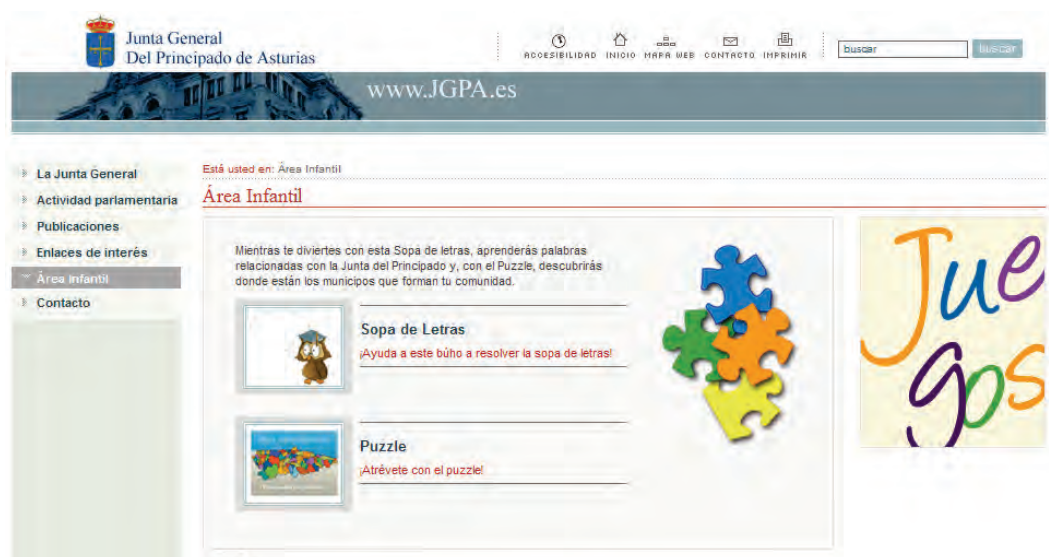 Junta General
Del Principado de Asturias
ACCESIBILIDAD INICIO MAPA WEB CONTACTO IMPRIMIR
buscar
buscar
www.JGPA.es
La Junta General
Actividad parlamentaria
Publicaciones
Enlaces de interés
Área Infantil
Contacto
Está usted en: Área Infantil
Área Infantil
Mientras te diviertes con esta Sopa de letras, aprenderás palabras
relacionadas con la Junta del Principado y, con el Puzzle, descubrirás
donde están los municipos que forman tu comunidad.
Sopa de Letras
¡Ayuda a este búho a resolver la sopa de letras!
Puzzle
¡Atrévete con el puzzle!
Jue
gos